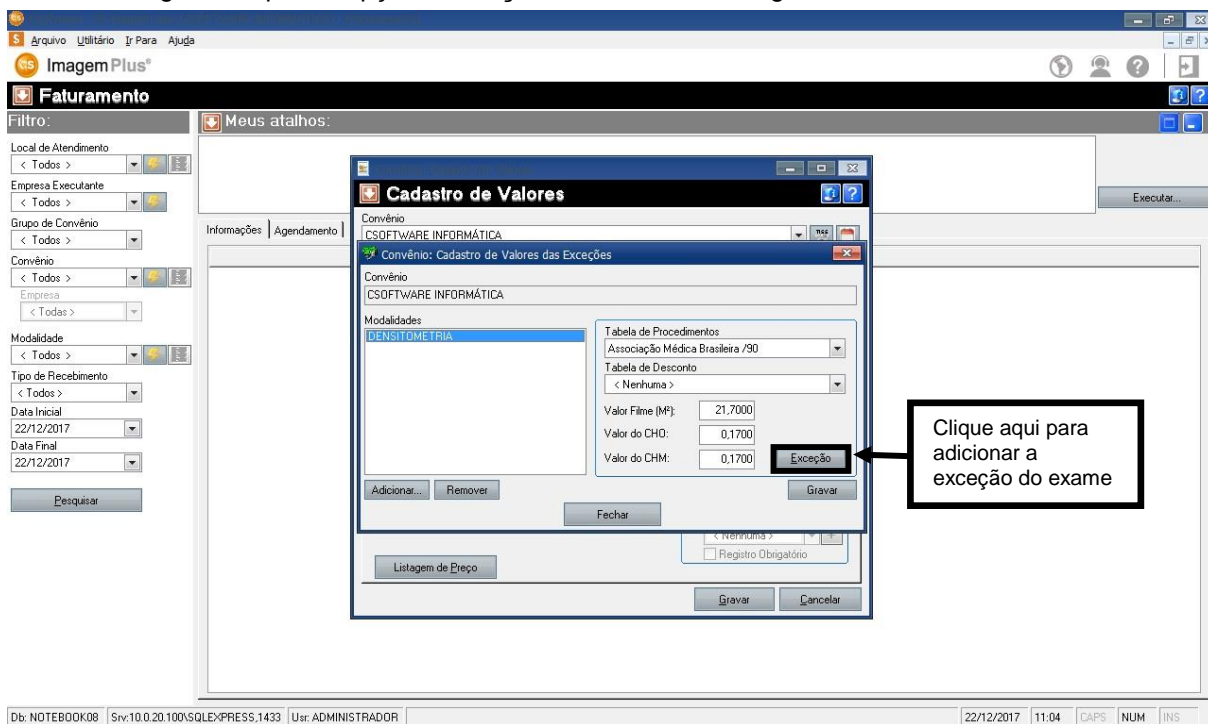 Arquivo Utilitário Ir Para Ajuda
ImagemPlus®
Faturamento
Filtro:
Meus atalhos:
Local de Atendimento
< Todos >
Empresa Executante
< Todos >
Executar...
Grupo de Convênio
< Todos >
Informações Agendamento
Convênio
< Todos >
Empresa
< Todas >
Modalidade
< Todos >
Tipo de Recebimento
< Todos >
Data Inicial
22/12/2017
Data Final
22/12/2017
Pesquisar
Cadastro de Valores
Convênio
CSOFTWARE INFORMÁTICA
Convênio: Cadastro de Valores das Exceções
Convênio
CSOFTWARE INFORMÁTICA
Modalidades
DENSITOMETRIA
Tabela de Procedimentos
Associação Médica Brasileira /90
Tabela de Desconto
< Nenhuma >
Valor Filme (M²): 21,7000
Valor do CHO: 0,1700
Valor do CHM: 0,1700 Exceção
Adicionar... Remover Gravar
Fechar
< Nenhuma >
Registro Obrigatório
Listagem de Preço
Gravar Cancelar
Clique aqui para
adicionar a
exceção do exame
Db: NOTEBOOK08 Srv:10.0.20.100\SQLEXPRESS,1433 Usr: ADMINISTRADOR 22/12/2017 11:04 CAPS NUM INS